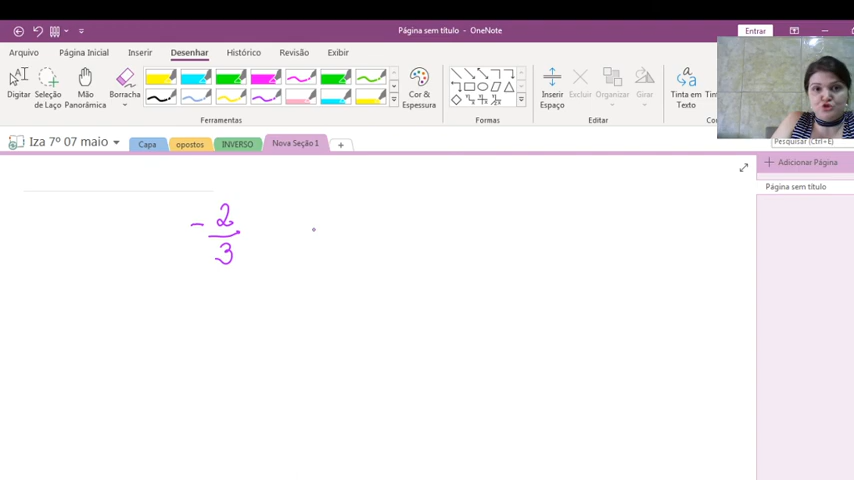 Página sem título - OneNote
Entrar
Arquivo
Página Inicial
Inserir
Desenhar
Histórico
Revisão
Exibir
Digitar
Seleção de Laço
Mão Panorâmica
Borracha
Cor & Espessura
Inserir Espaço
Excluir
Organizar
Girar
Tinta em Texto
Tinta
Ferramentas
Formas
Editar
Iza 7º 07 maio
Capa
opostos
INVERSO
Nova Seção 1
Pesquisar (Ctrl+E)
Adicionar Página
Página sem título
- 2
3